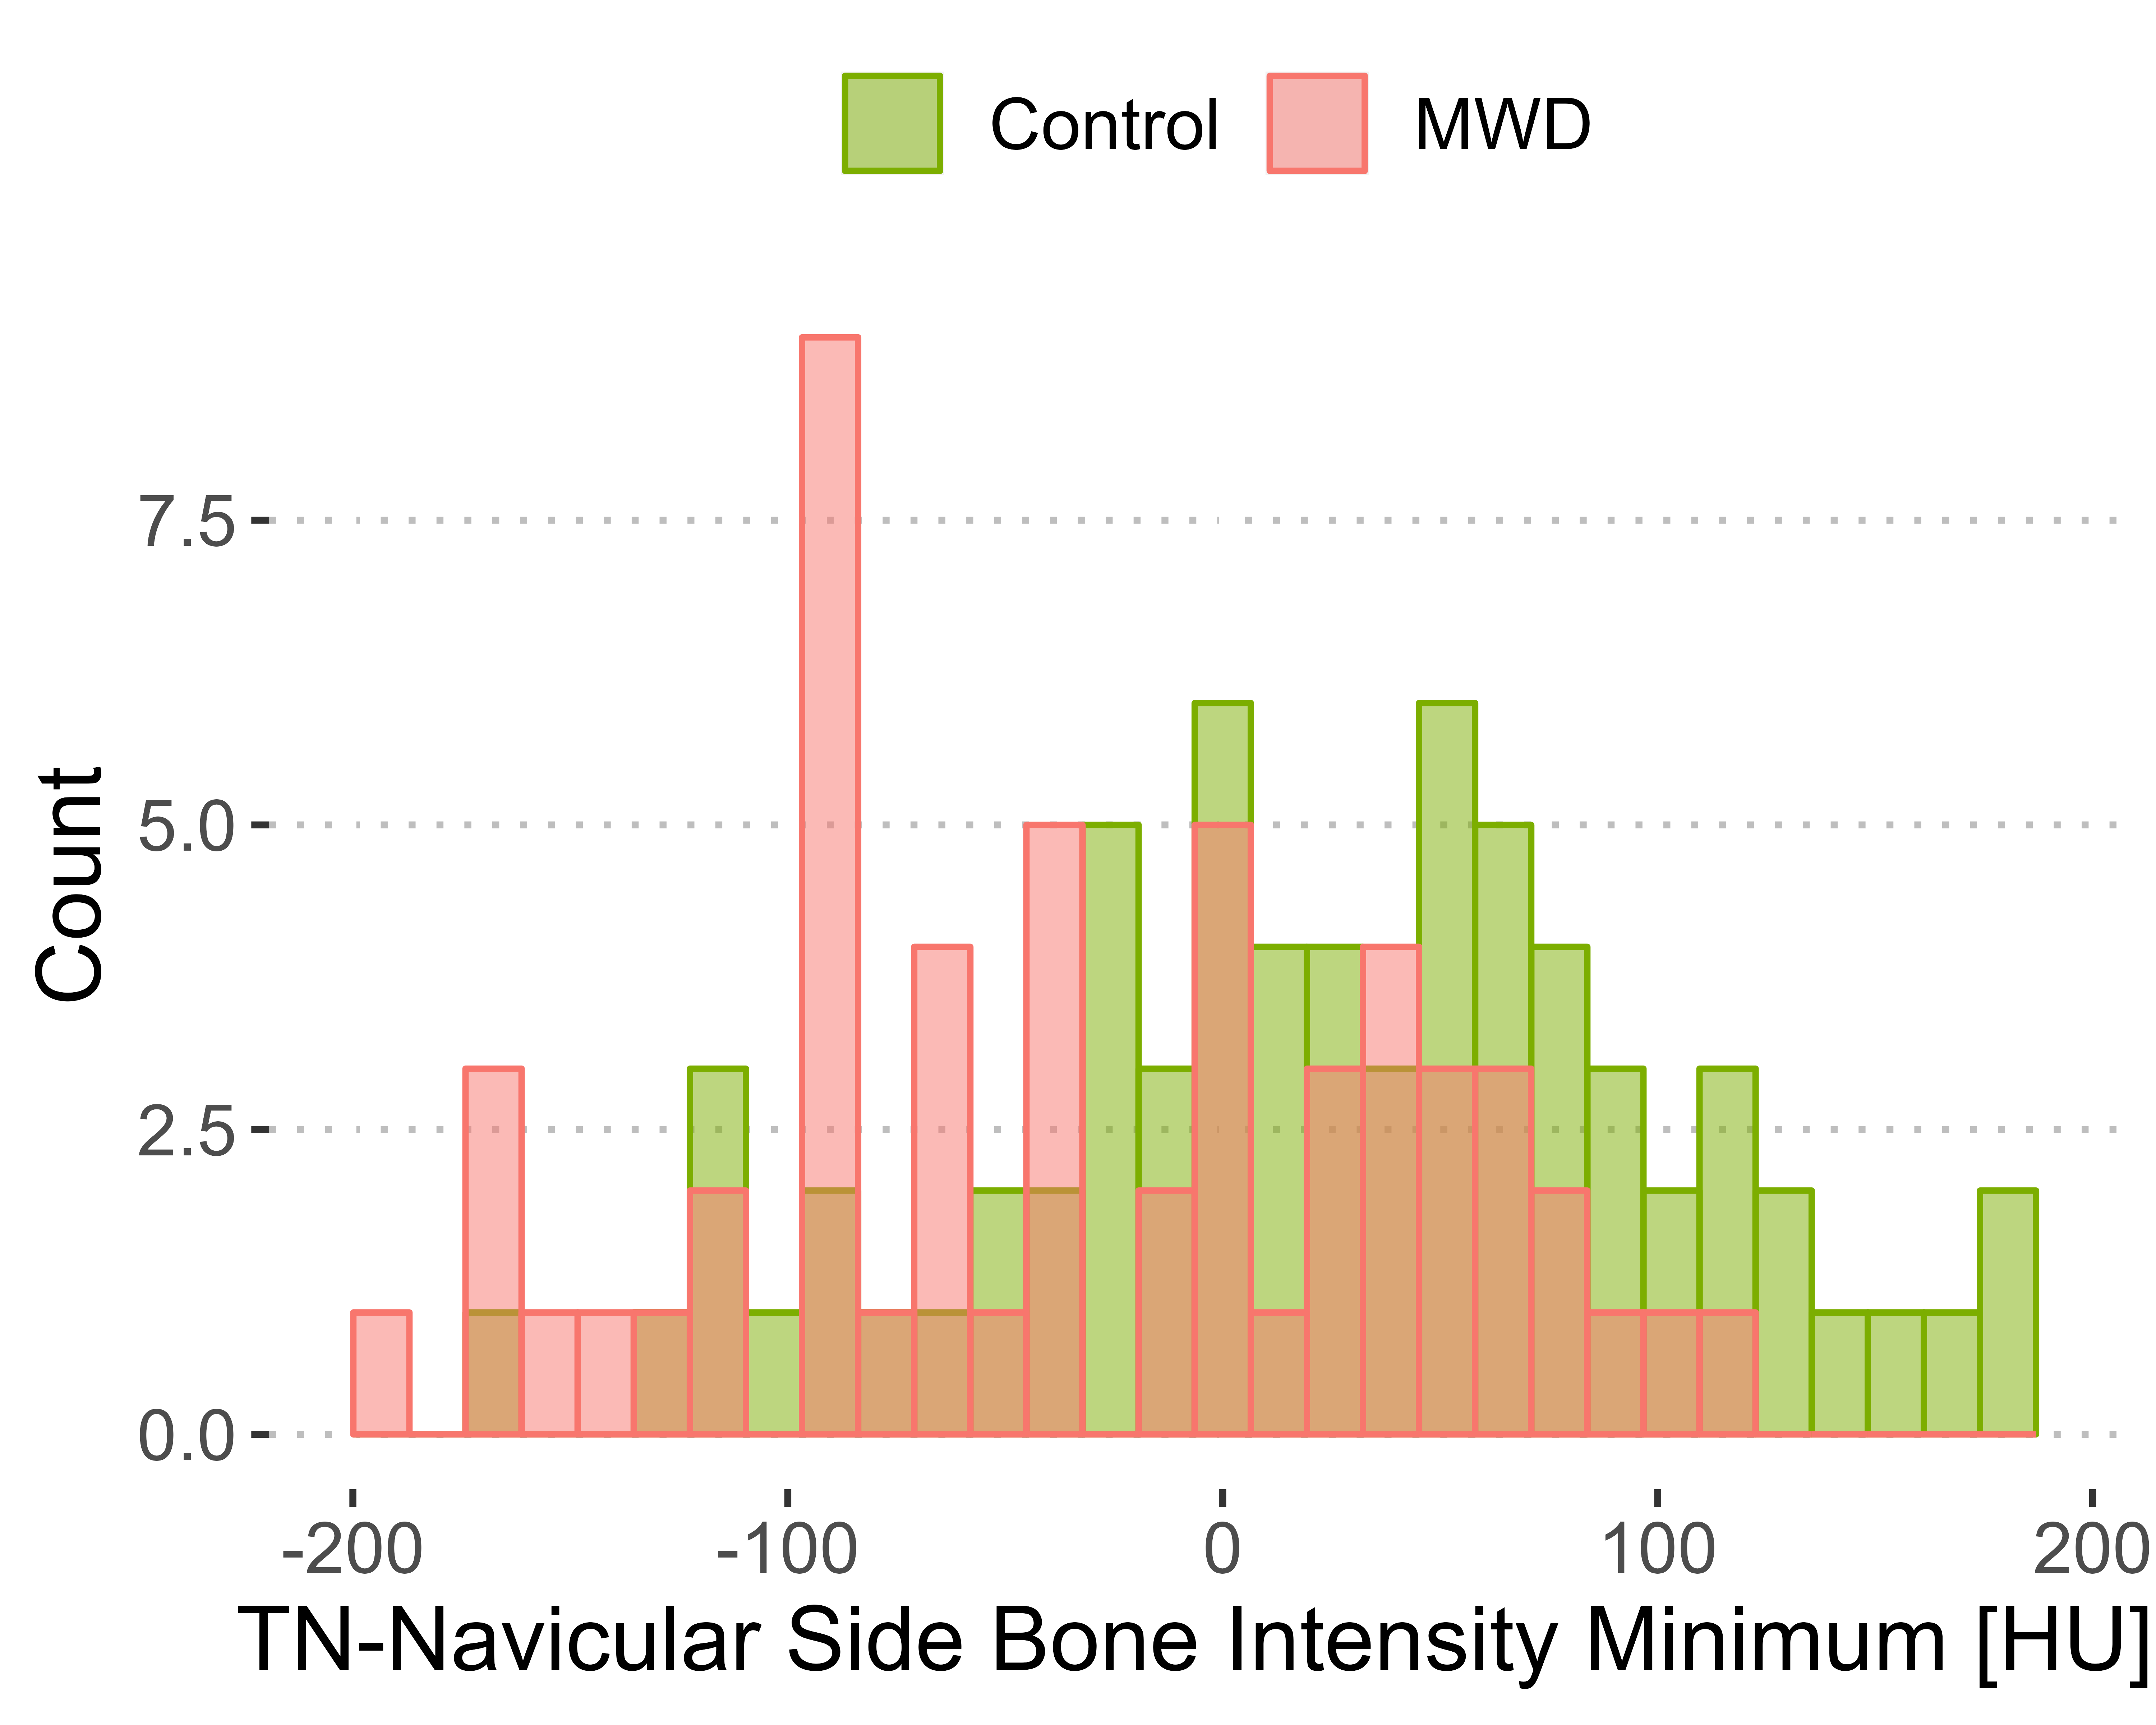 Control MWD
7.5
5.0
2.5
0.0
Count
-200 -100 0 100 200
TN-Navicular Side Bone Intensity Minimum [HU]